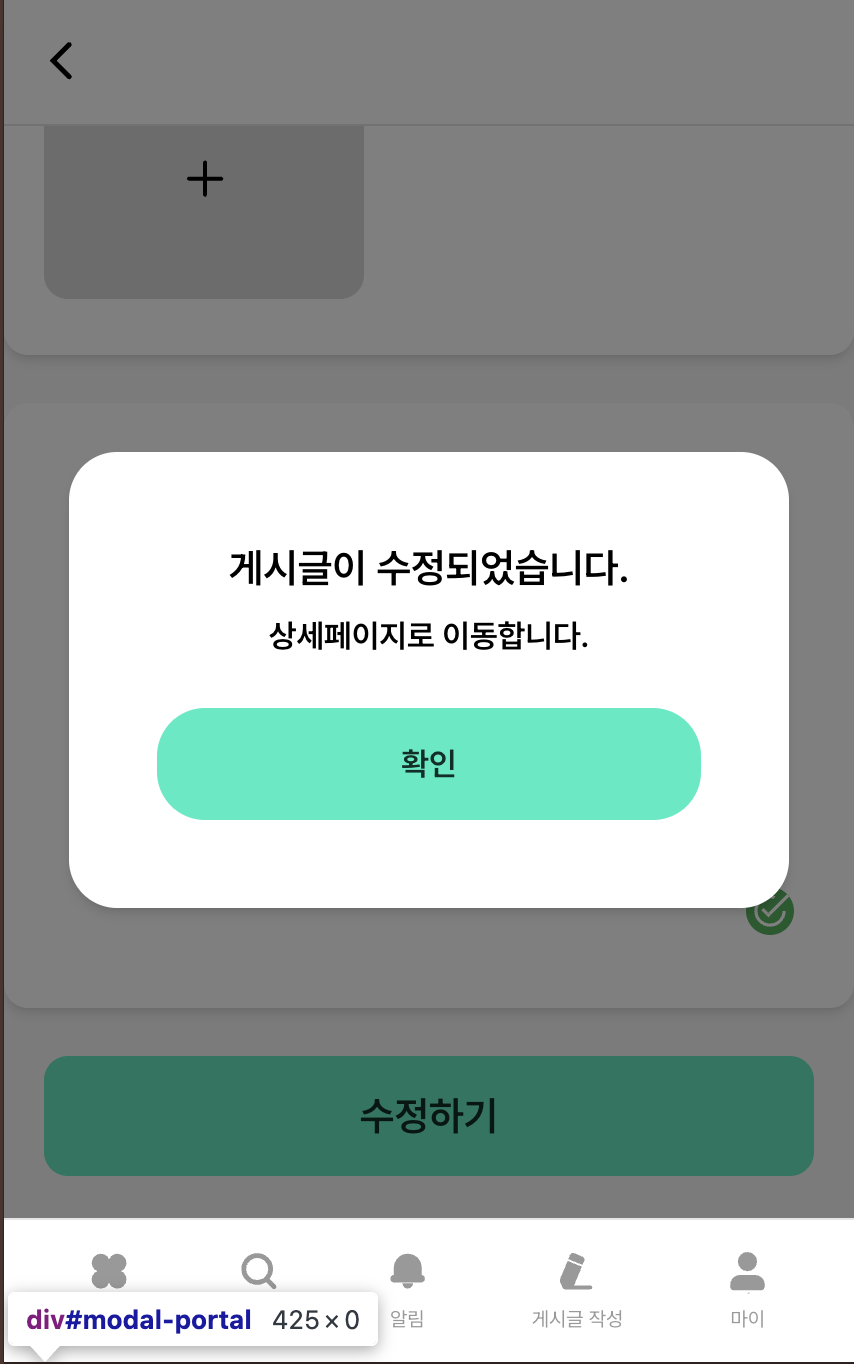 게시글이 수정되었습니다.
상세페이지로 이동합니다.
확인
수정하기
알림
게시글 작성
마이
div#modal-portal 425 × 0